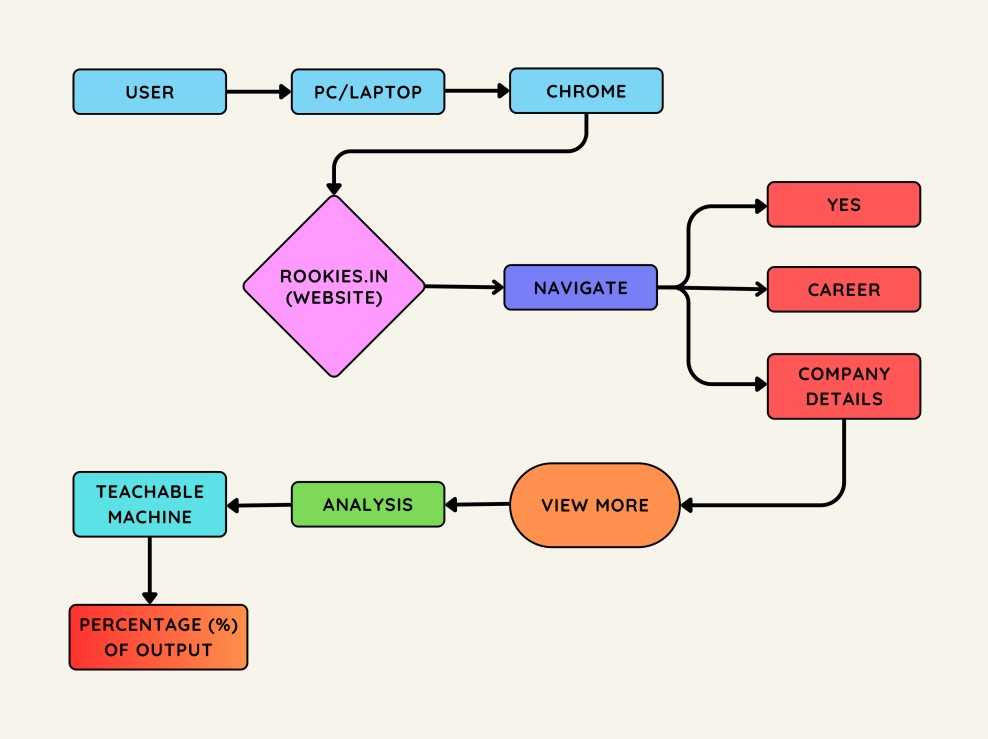 USER
PC/LAPTOP
CHROME
ROOKIES.IN
(WEBSITE)
NAVIGATE
YES
CAREER
COMPANY
DETAILS
VIEW MORE
ANALYSIS
TEACHABLE
MACHINE
PERCENTAGE (%)
OF OUTPUT